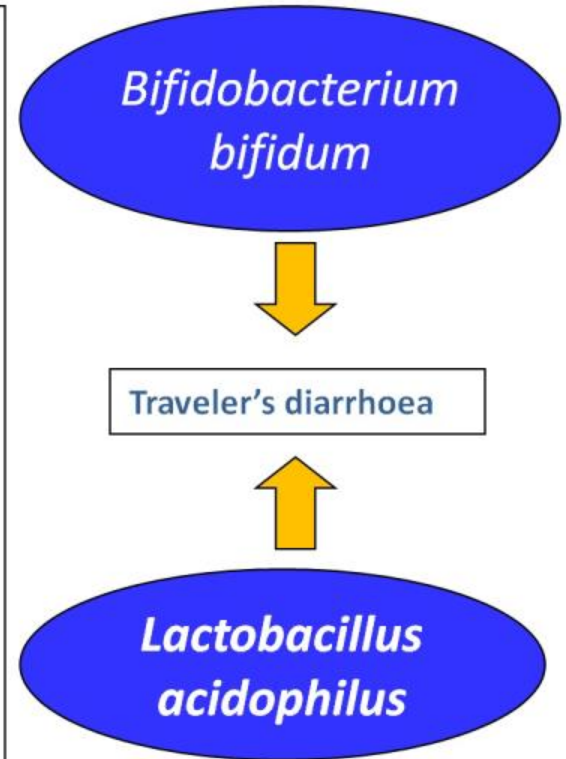 Bifidobacterium
bifidum
Traveler’s diarrhoea
Lactobacillus
acidophilus